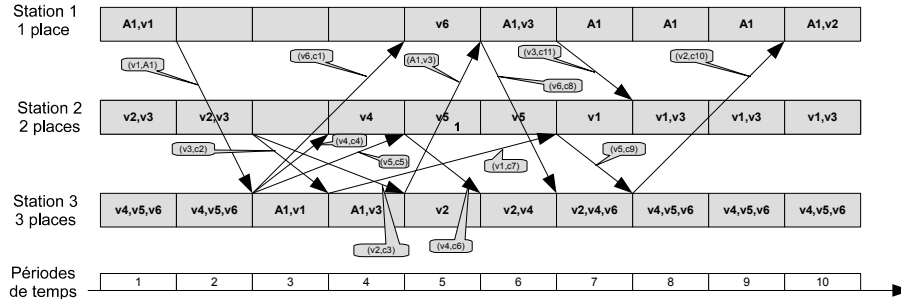 Station 1
1 place
A1,v1
v6
A1,v3
A1
A1
A1
A1,v2
(v1,A1)
(v6,c1)
(A1,v3)
(v3,c11)
(v6,c8)
(v2,c10)
Station 2
2 places
v2,v3
v2,v3
v4
v5
1
v5
v1
v1,v3
v1,v3
v1,v3
(v3,c2)
(v4,c4)
(v5,c5)
(v1,c7)
(v5,c9)
Station 3
3 places
v4,v5,v6
v4,v5,v6
A1,v1
A1,v3
v2
v2,v4
v2,v4,v6
v4,v5,v6
v4,v5,v6
v4,v5,v6
(v2,c3)
(v4,c6)
Périodes
de temps
1
2
3
4
5
6
7
8
9
10